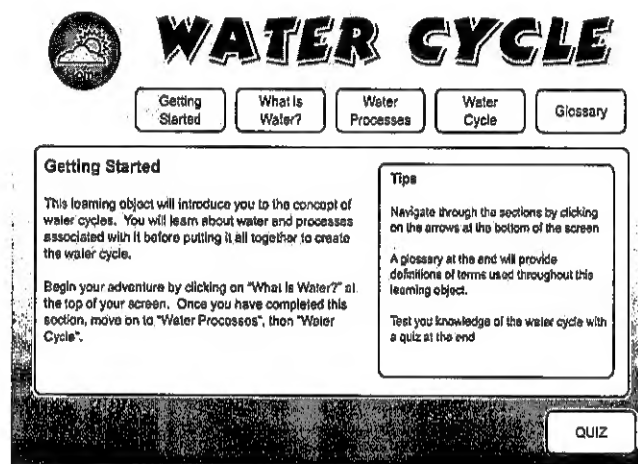 WATER CYCLE
Getting
Started
What is
Water?
Water
Processes
Water
Cycle
Glossary
Getting Started
This learning object will introduce you to the concept of
water cycles. You will learn about water and processes
associated with it before putting it all together to create
the water cycle.
Begin your adventure by clicking on "What is Water?" at
the top of your screen. Once you have completed this
section, move on to "Water Processes", then "Water
Cycle".
Tips
Navigate through the sections by clicking
on the arrows at the bottom of the screen
A glossary at the end will provide
definitions of terms used throughout this
learning object.
Test you knowledge of the water cycle with
a quiz at the end
QUIZ